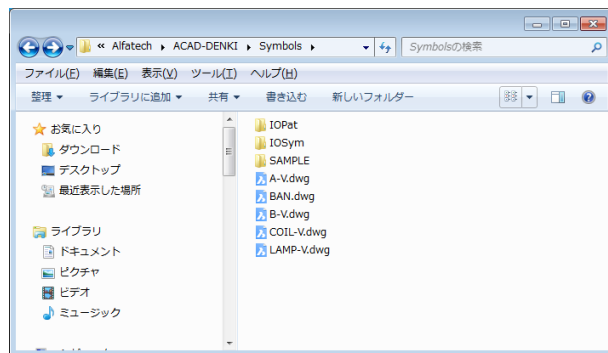 « Alfatech ▸ ACAD-DENKI ▸ Symbols ▸ Symbolsの検索
ファイル(F) 編集(E) 表示(V) ツール(T) ヘルプ(H)
整理 ▼ ライブラリに追加 ▼ 共有 ▼ 書き込む 新しいフォルダー
お気に入り
ダウンロード
デスクトップ
最近表示した場所
ライブラリ
ドキュメント
ピクチャ
ビデオ
ミュージック
IOPat
IOSym
SAMPLE
A-V.dwg
BAN.dwg
B-V.dwg
COIL-V.dwg
LAMP-V.dwg